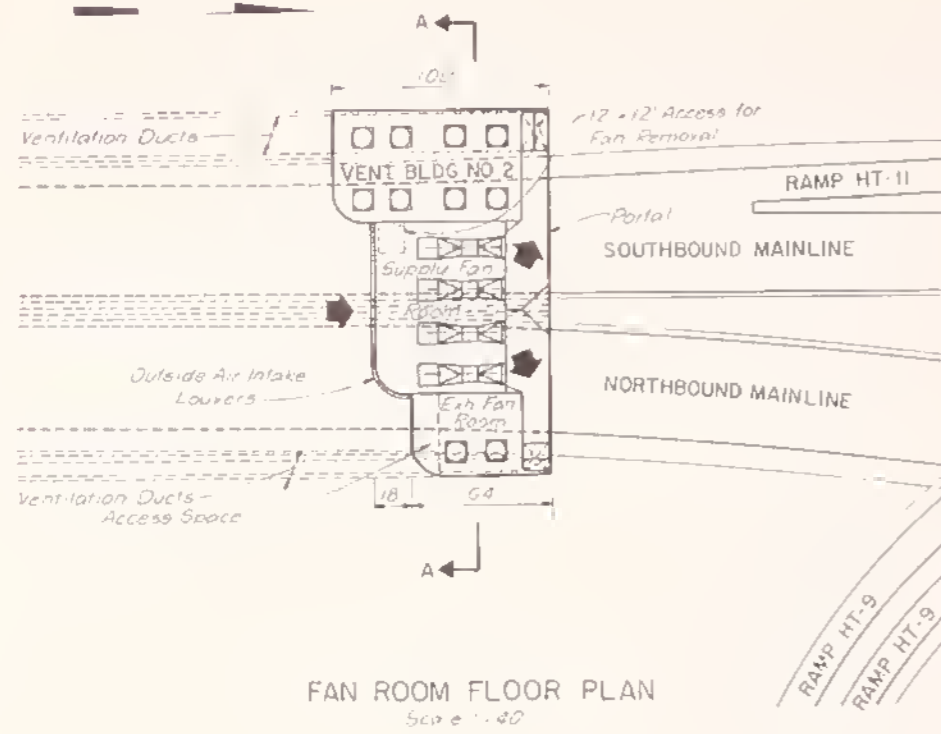 A
Ventilation Ducts
12 x 12' Access for
Fan Removal
VENT BLDG NO 2
RAMP HT-11
Portal
SOUTHBOUND MAINLINE
Supply Fan
Room
Outside Air Intake
Louvers
NORTHBOUND MAINLINE
Exh Fan
Room
Ventilation Ducts -
Access Space
18
64
A
RAMP HT-9
RAMP HT-9
FAN ROOM FLOOR PLAN